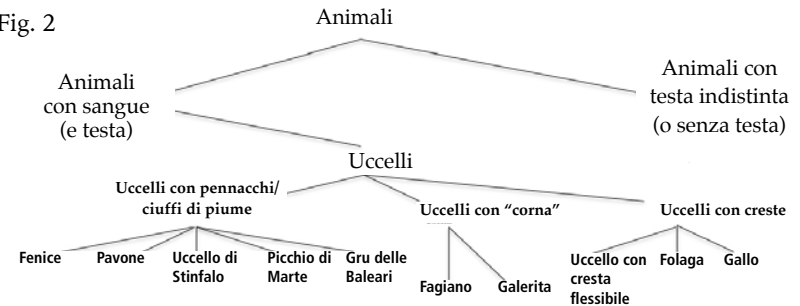 Fig. 2
Animali
Animali
con sangue
(e testa)
Animali con
testa indistinta
(o senza testa)
Uccelli
Uccelli con pennacchi/
ciuffi di piume
Uccelli con “corna”
Uccelli con creste
Fenice
Pavone
Uccello di
Stinfalo
Picchio di
Marte
Gru delle
Baleari
Fagiano
Galerita
Uccello con
cresta
flessibile
Folaga
Gallo